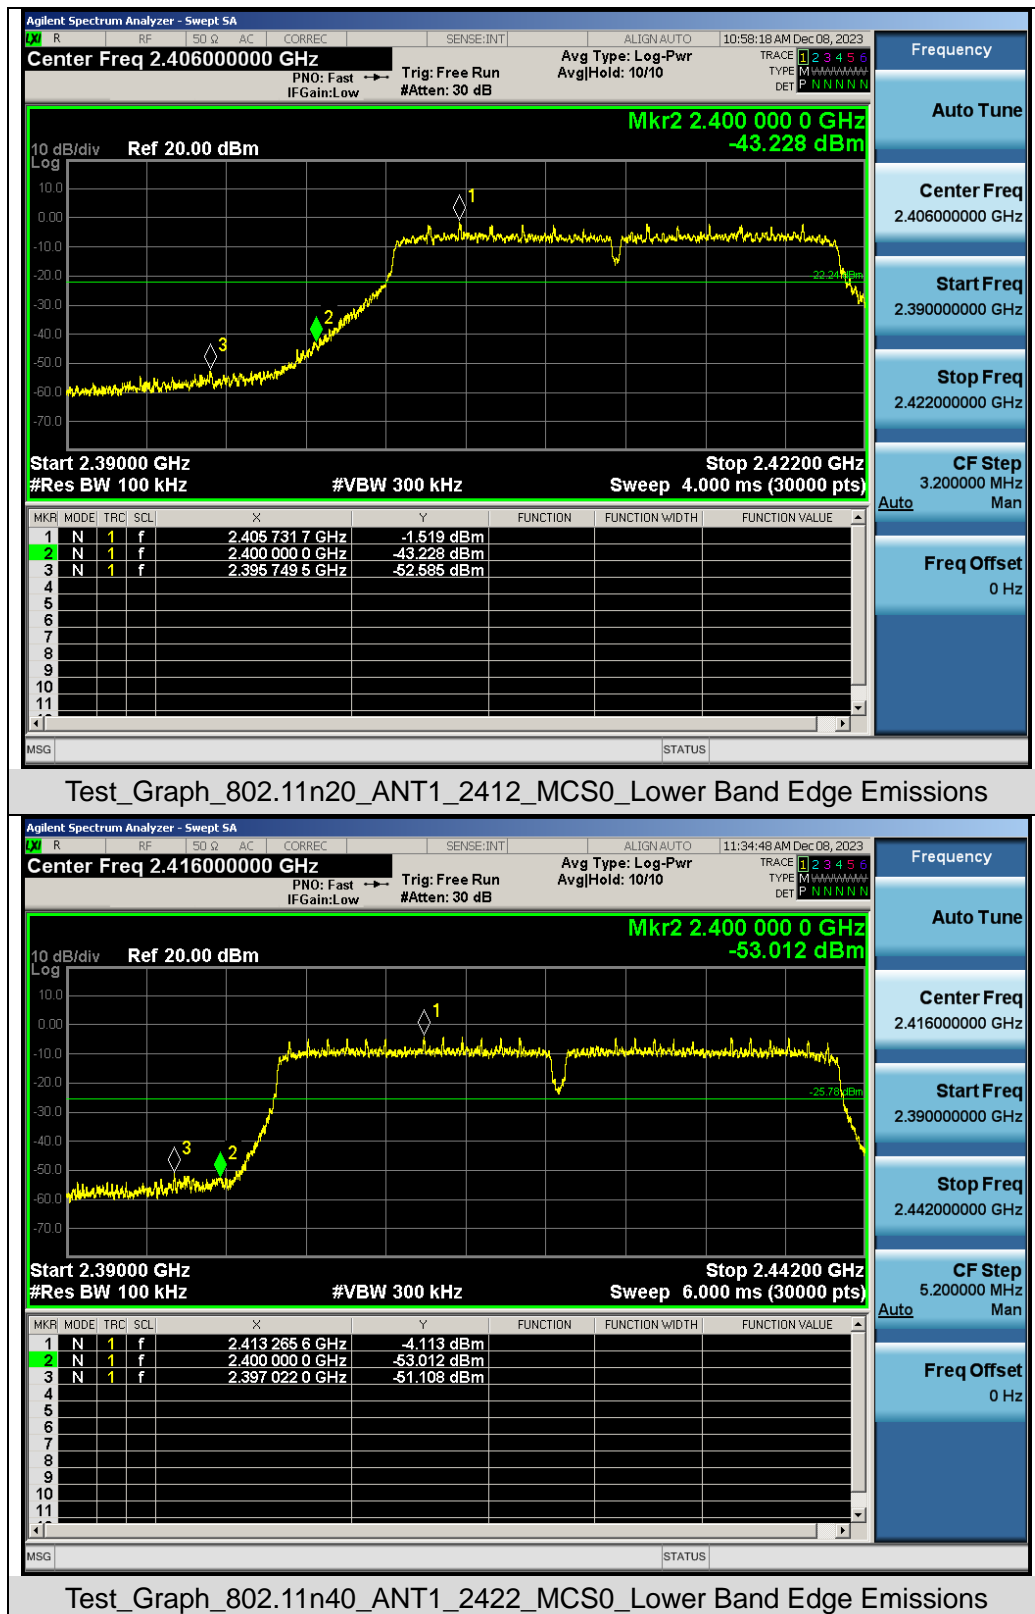 Agilent Spectrum Analyzer - Swept SA
LXI R RF 50 Ω AC CORREC SENSE:INT ALIGN AUTO 10:58:18 AM Dec 08, 2023
Center Freq 2.406000000 GHz
PNO: Fast
IFGain:Low
Trig: Free Run
#Atten: 30 dB
Avg Type: Log-Pwr
Avg|Hold: 10/10
TRACE 1 2 3 4 5 6
TYPE M WWWWW
DET P N N N N N
Mkr2 2.400 000 0 GHz
-43.228 dBm
10 dB/div Ref 20.00 dBm
Log
10.0
0.00
-10.0
-20.0
-30.0
-40.0
-50.0
-60.0
-70.0
1
2
3
-22.24 dBm
Start 2.39000 GHz Stop 2.42200 GHz
#Res BW 100 kHz #VBW 300 kHz Sweep 4.000 ms (30000 pts)
MKR MODE TRC SCL X Y FUNCTION FUNCTION WIDTH FUNCTION VALUE
1 N 1 f 2.405 731 7 GHz -1.519 dBm
2 N 1 f 2.400 000 0 GHz -43.228 dBm
3 N 1 f 2.395 749 5 GHz -52.585 dBm
4
5
6
7
8
9
10
11
MSG STATUS
Frequency
Auto Tune
Center Freq
2.406000000 GHz
Start Freq
2.390000000 GHz
Stop Freq
2.422000000 GHz
CF Step
3.200000 MHz
Auto Man
Freq Offset
0 Hz
Test_Graph_802.11n20_ANT1_2412_MCS0_Lower Band Edge Emissions
Agilent Spectrum Analyzer - Swept SA
LXI R RF 50 Ω AC CORREC SENSE:INT ALIGN AUTO 11:34:48 AM Dec 08, 2023
Center Freq 2.416000000 GHz
PNO: Fast
IFGain:Low
Trig: Free Run
#Atten: 30 dB
Avg Type: Log-Pwr
Avg|Hold: 10/10
TRACE 1 2 3 4 5 6
TYPE M WWWWW
DET P N N N N N
Mkr2 2.400 000 0 GHz
-53.012 dBm
10 dB/div Ref 20.00 dBm
Log
10.0
0.00
-10.0
-20.0
-30.0
-40.0
-50.0
-60.0
-70.0
1
3
2
-25.78 dBm
Start 2.39000 GHz Stop 2.44200 GHz
#Res BW 100 kHz #VBW 300 kHz Sweep 6.000 ms (30000 pts)
MKR MODE TRC SCL X Y FUNCTION FUNCTION WIDTH FUNCTION VALUE
1 N 1 f 2.413 265 6 GHz -4.113 dBm
2 N 1 f 2.400 000 0 GHz -53.012 dBm
3 N 1 f 2.397 022 0 GHz -51.108 dBm
4
5
6
7
8
9
10
11
MSG STATUS
Frequency
Auto Tune
Center Freq
2.416000000 GHz
Start Freq
2.390000000 GHz
Stop Freq
2.442000000 GHz
CF Step
5.200000 MHz
Auto Man
Freq Offset
0 Hz
Test_Graph_802.11n40_ANT1_2422_MCS0_Lower Band Edge Emissions